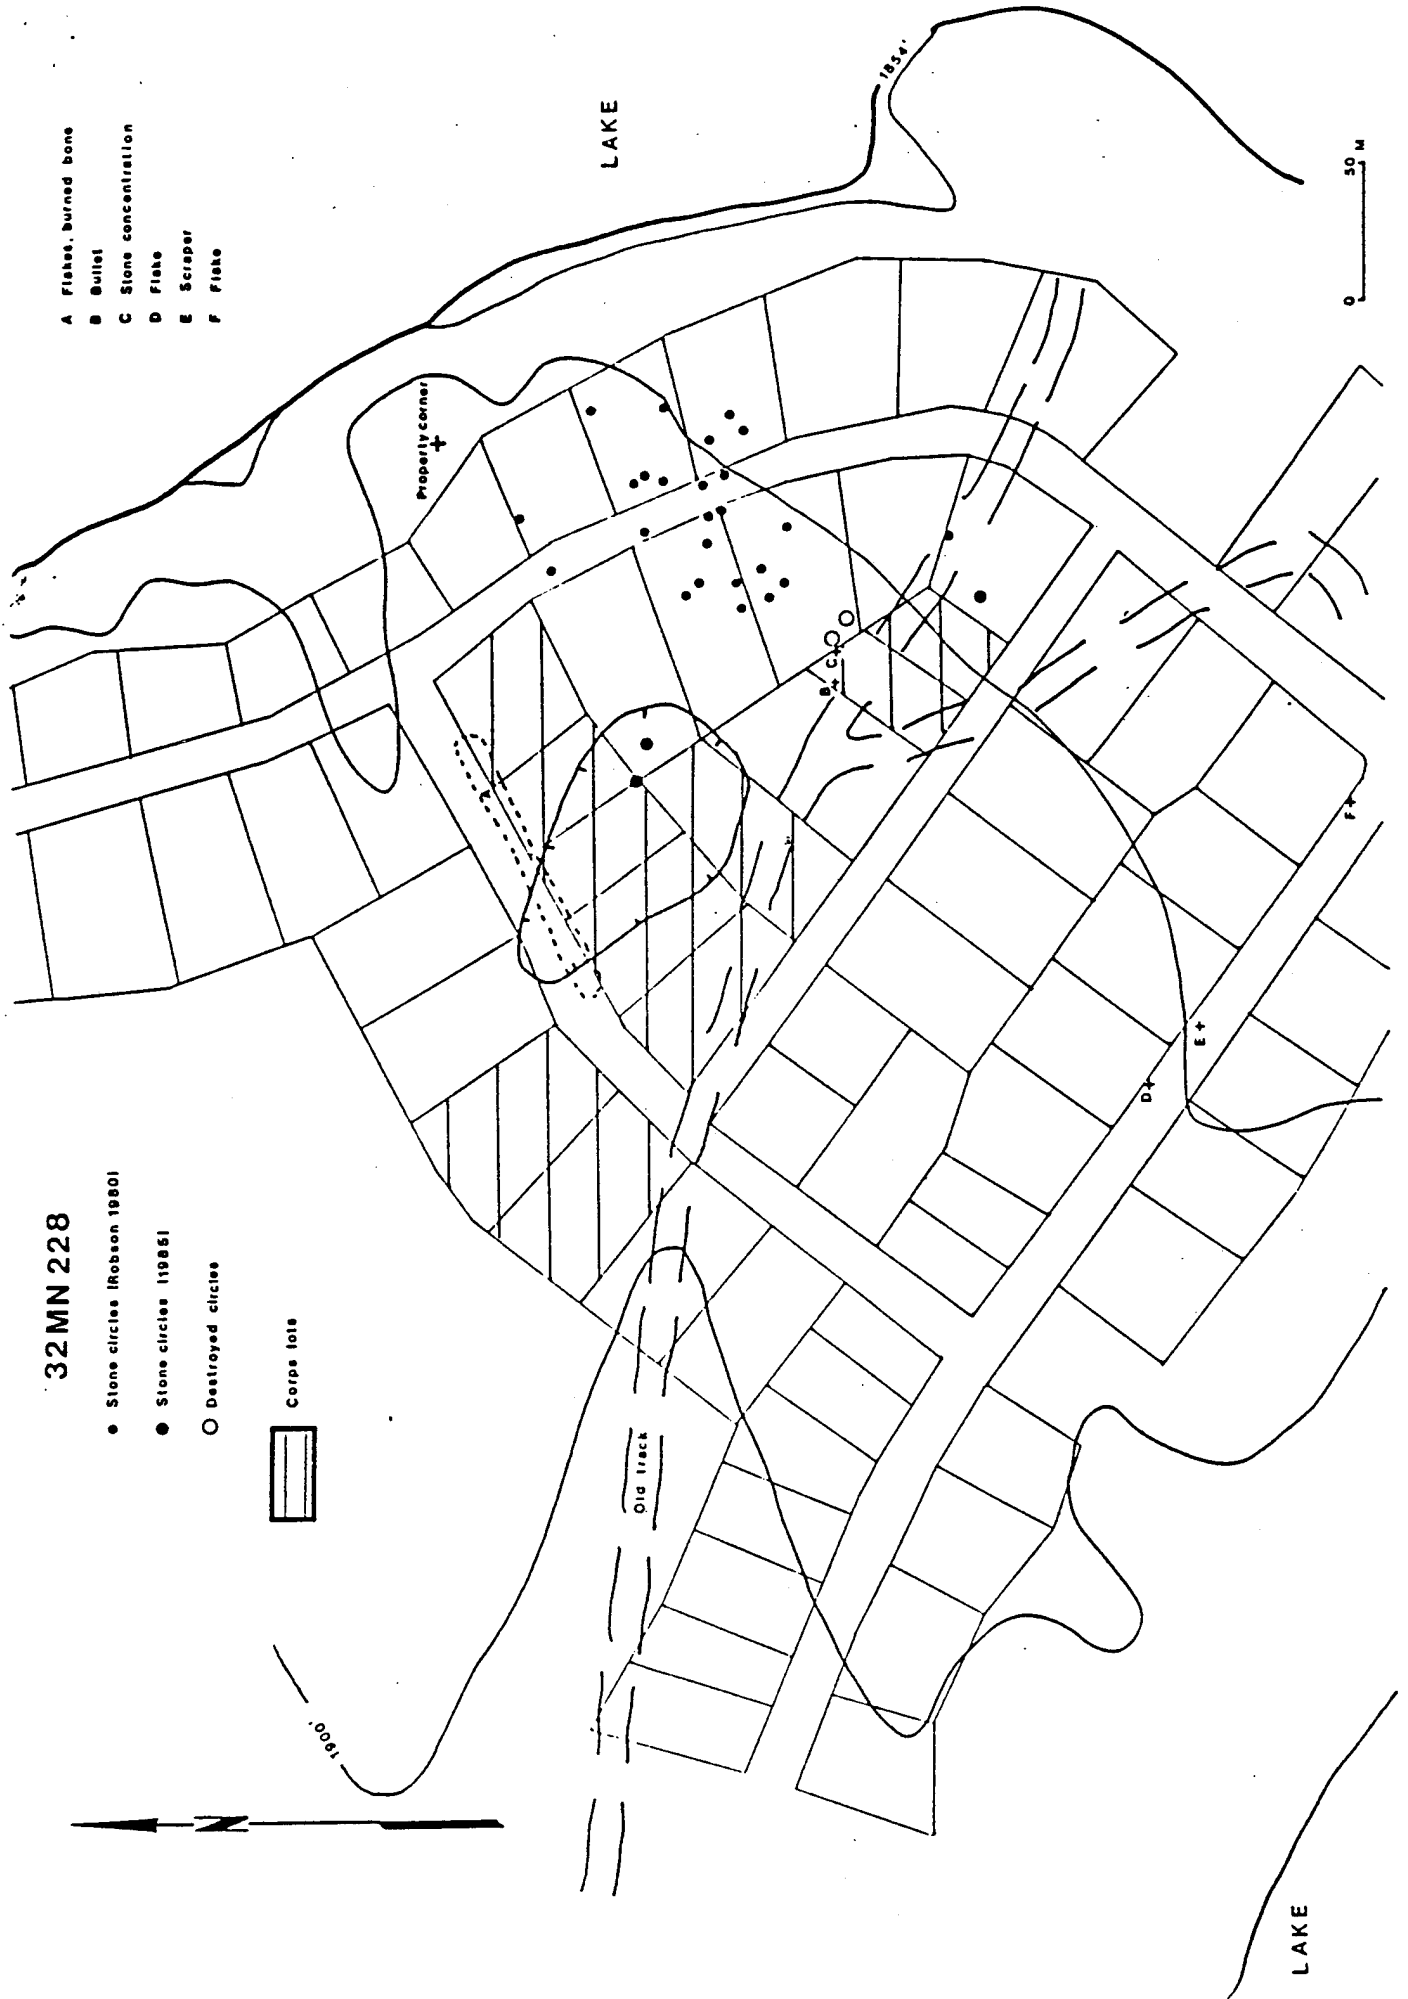 32MN228
Stone circles (Robson 1980)
Stone circles (1986)
Destroyed circles
Corps lots
A Flakes, burned bone
B Bullet
C Stone concentration
D Flake
E Scraper
F Flake
LAKE
1854'
Property corner
A
B
C
D
E
F
Old track
1900'
N
LAKE
0 50 M